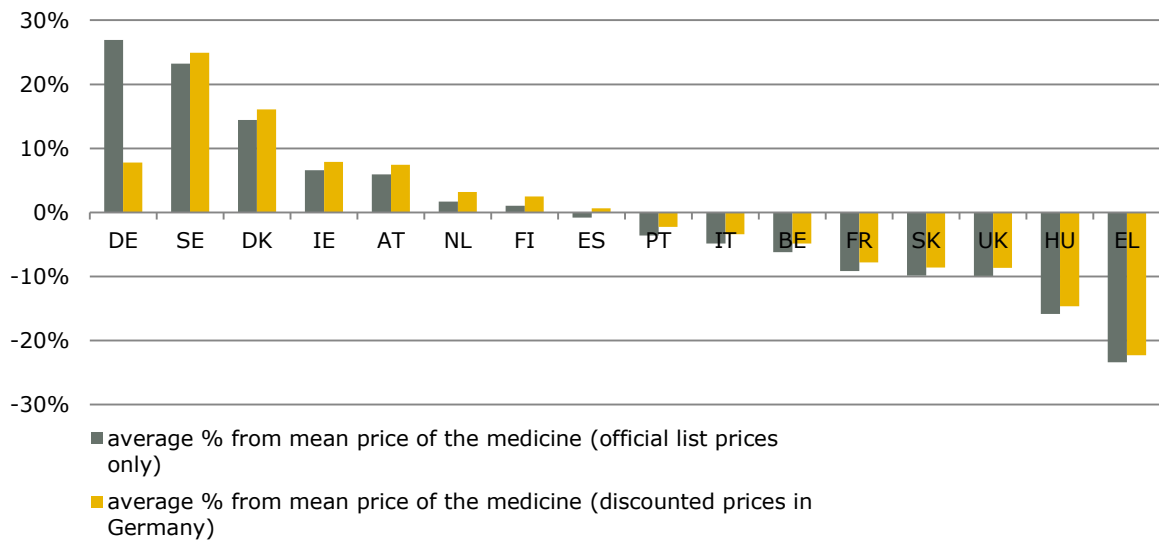 30%
20%
10%
0%
DE SE DK IE AT NL FI ES PT IT BE FR SK UK HU EL
-10%
-20%
-30%
average % from mean price of the medicine (official list prices
only)
average % from mean price of the medicine (discounted prices in
Germany)